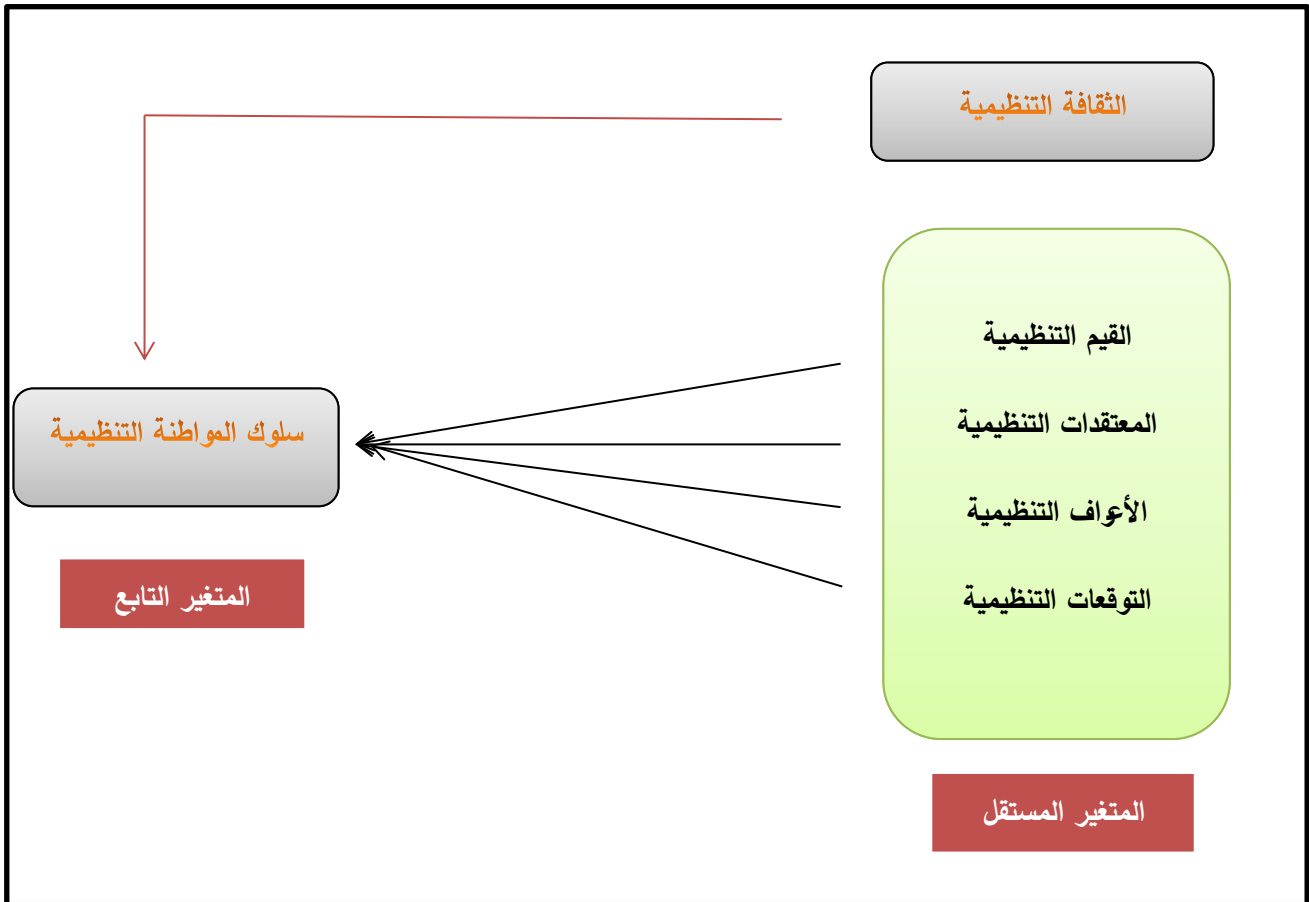 الثقافة التنظيمية
القيم التنظيمية
المعتقدات التنظيمية
الأعراف التنظيمية
التوقعات التنظيمية
سلوك المواطنة التنظيمية
المتغير التابع
المتغير المستقل